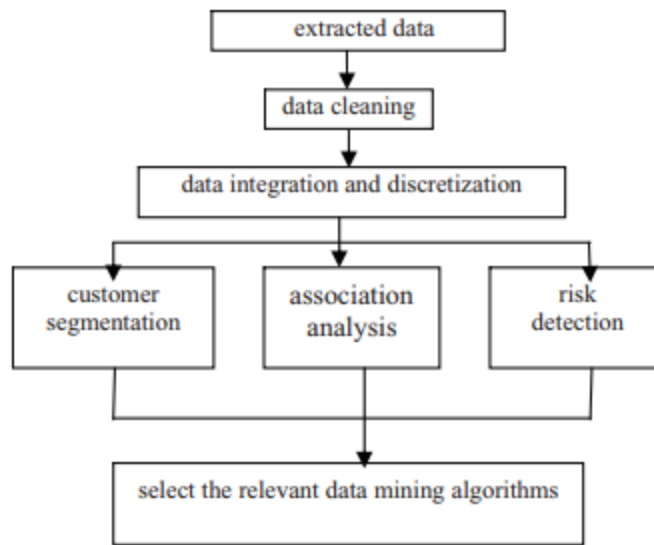 extracted data
data cleaning
data integration and discretization
customer
segmentation
association
analysis
risk
detection
select the relevant data mining algorithms